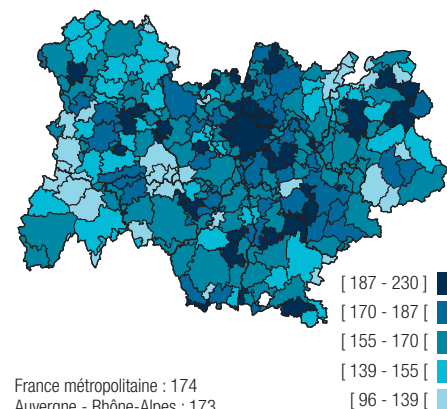 [ 187 - 230 ]
[ 170 - 187 [
[ 155 - 170 [
[ 139 - 155 [
[ 96 - 139 [
France métropolitaine : 174
Auvergne - Rhône-Alpes : 173